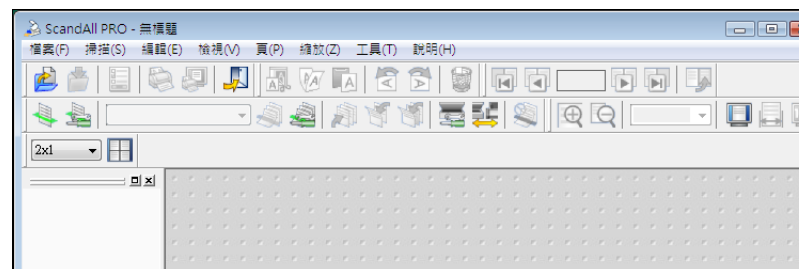 ScandAll PRO - 無標題
檔案(F) 掃描(S) 編輯(E) 檢視(V) 頁(P) 縮放(Z) 工具(T) 說明(H)
2x1